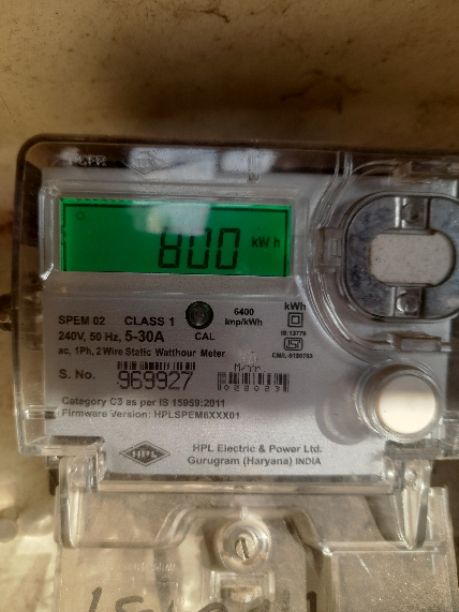 800 kW h
SPEM 02 CLASS 1 6400 kWh
240V, 50 Hz, 5-30A CAL imp/kWh
ac, 1Ph, 2 Wire Static Watthour Meter
S. No. 969927
Category C3 as per IS 15959:2011
Firmware Version: HPLSPEM6XXX01
HPL HPL Electric & Power Ltd.
Gurugram (Haryana) INDIA